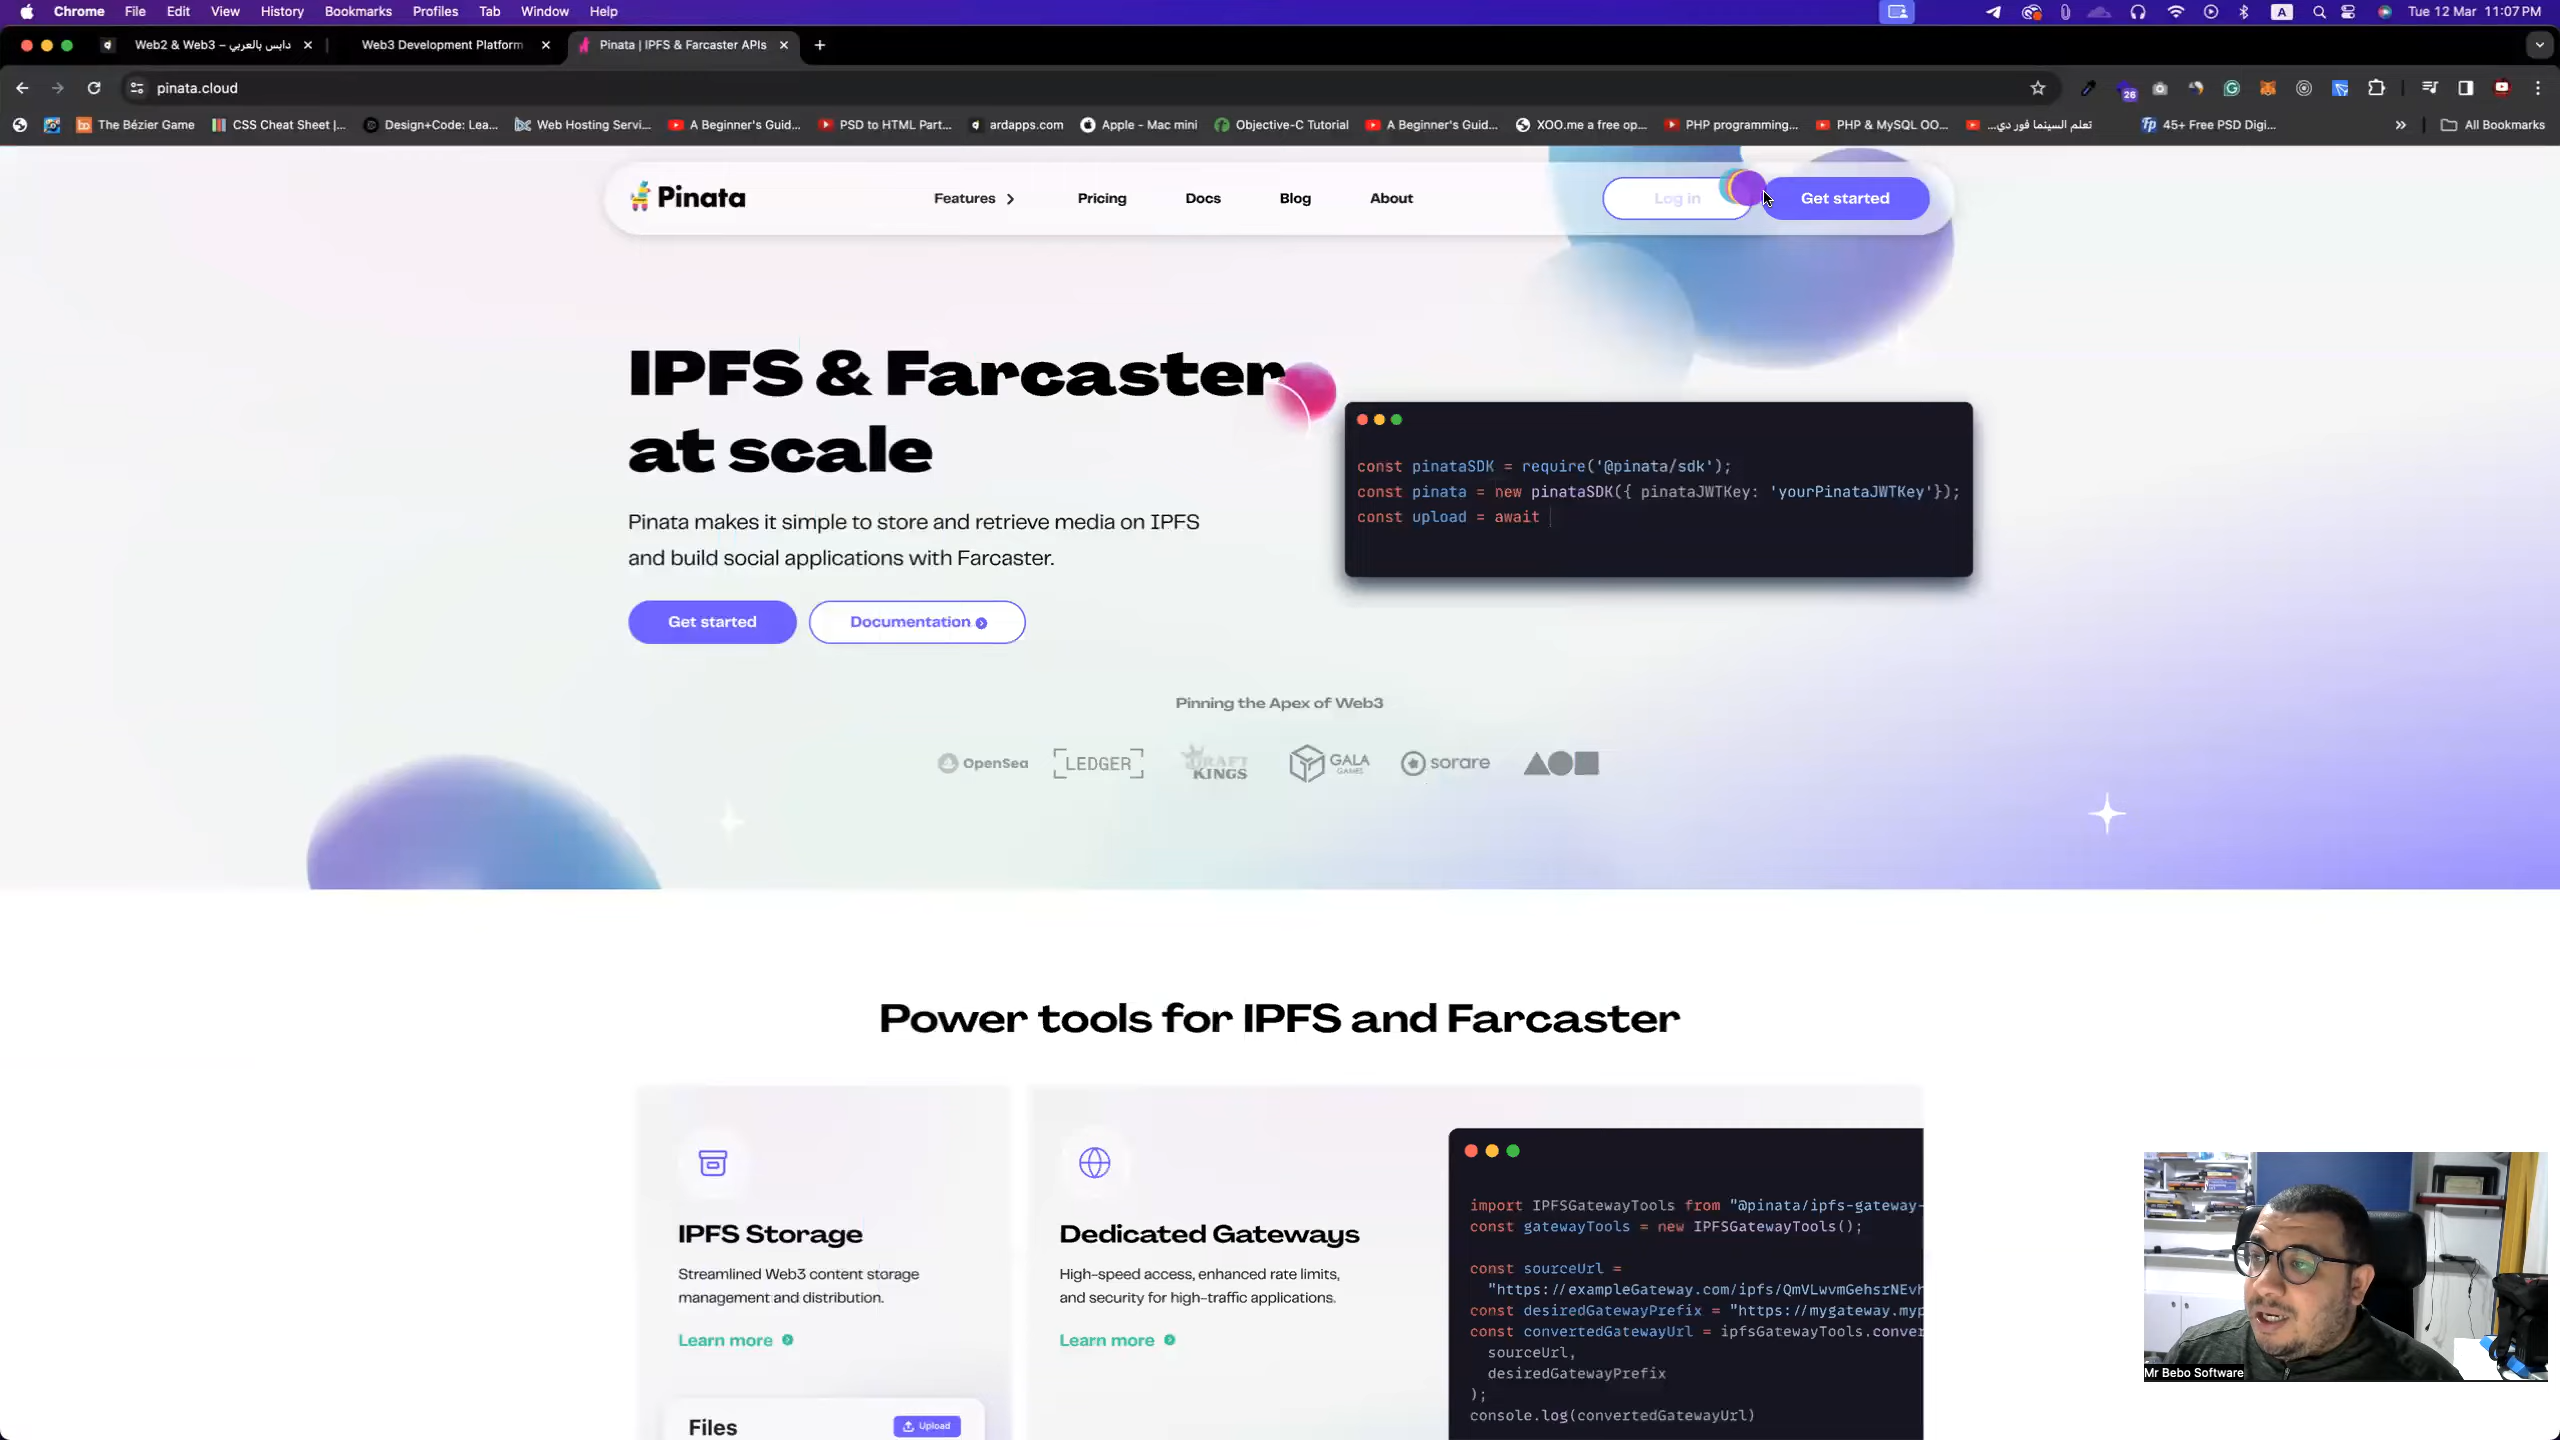 Chrome File Edit View History Bookmarks Profiles Tab Window Help
A Tue 12 Mar 11:07 PM
دابس بالعربي – Web2 & Web3
Web3 Development Platform
Pinata | IPFS & Farcaster APIs
pinata.cloud
26
The Bézier Game
CSS Cheat Sheet |...
Design+Code: Lea...
Web Hosting Servi...
A Beginner's Guid...
PSD to HTML Part...
ardapps.com
Apple - Mac mini
Objective-C Tutorial
A Beginner's Guid...
XOO.me a free op...
PHP programming...
PHP & MySQL OO...
تعلم السينما فور دي...
45+ Free PSD Digi...
All Bookmarks
Pinata
Features
Pricing
Docs
Blog
About
Log in
Get started
IPFS & Farcaster
at scale
Pinata makes it simple to store and retrieve media on IPFS
and build social applications with Farcaster.
Get started
Documentation
const pinataSDK = require('@pinata/sdk');
const pinata = new pinataSDK({ pinataJWTKey: 'yourPinataJWTKey'});
const upload = await
Pinning the Apex of Web3
OpenSea
LEDGER
DRAFT
KINGS
GALA
GAMES
sorare
Power tools for IPFS and Farcaster
IPFS Storage
Streamlined Web3 content storage
management and distribution.
Learn more
Files
Upload
Dedicated Gateways
High-speed access, enhanced rate limits,
and security for high-traffic applications.
Learn more
import IPFSGatewayTools from "@pinata/ipfs-gateway-
const gatewayTools = new IPFSGatewayTools();
const sourceUrl =
"https://exampleGateway.com/ipfs/QmVLwvmGehsrNEvh
const desiredGatewayPrefix = "https://mygateway.myp
const convertedGatewayUrl = ipfsGatewayTools.conver
sourceUrl,
desiredGatewayPrefix
);
console.log(convertedGatewayUrl)
Mr Bebo Software